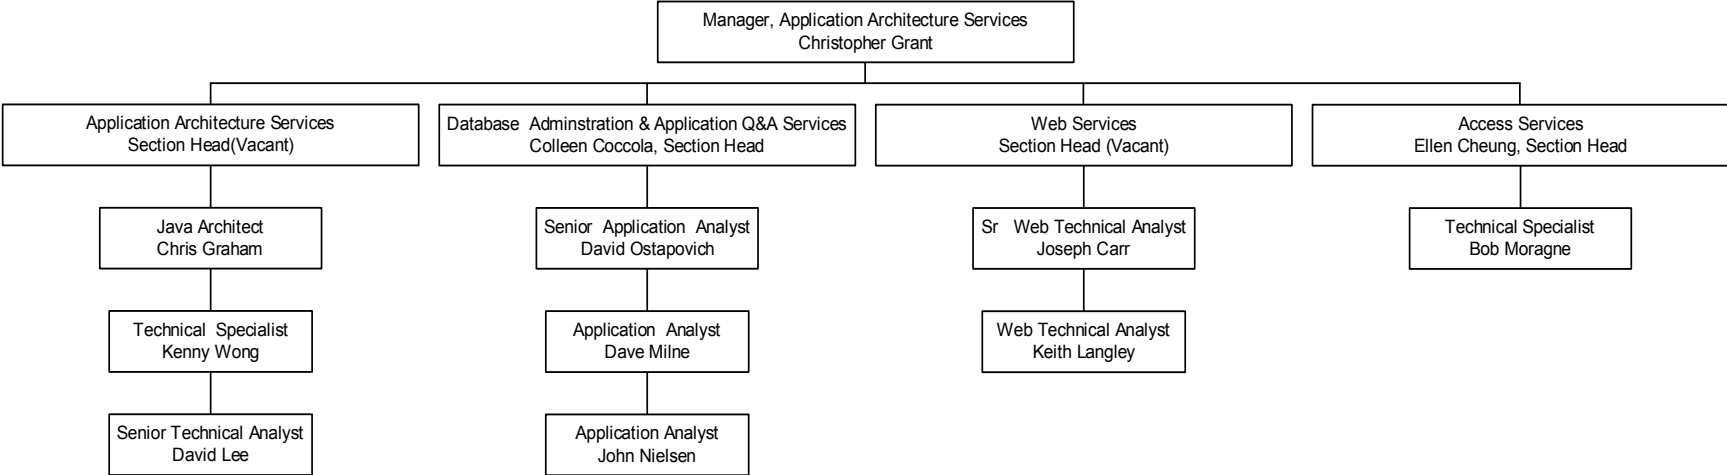 Manager, Application Architecture Services
Christopher Grant
Application Architecture Services
Section Head(Vacant)
Database Adminstration & Application Q&A Services
Colleen Coccola, Section Head
Web Services
Section Head (Vacant)
Access Services
Ellen Cheung, Section Head
Java Architect
Chris Graham
Senior Application Analyst
David Ostapovich
Sr Web Technical Analyst
Joseph Carr
Technical Specialist
Bob Moragne
Technical Specialist
Kenny Wong
Application Analyst
Dave Milne
Web Technical Analyst
Keith Langley
Senior Technical Analyst
David Lee
Application Analyst
John Nielsen